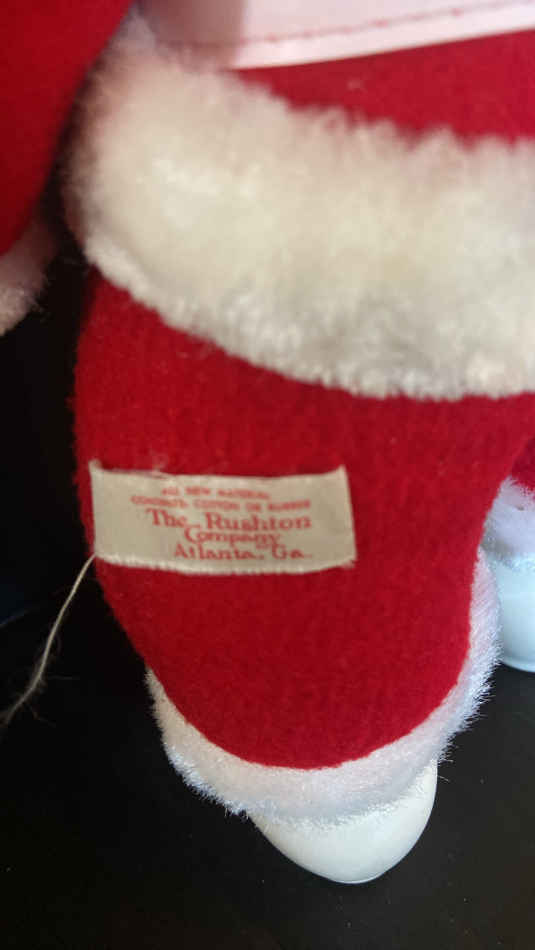 ALL NEW MATERIAL
CONTENTS: COTTON OR RUBBER
The Rushton
Company
Atlanta, Ga.